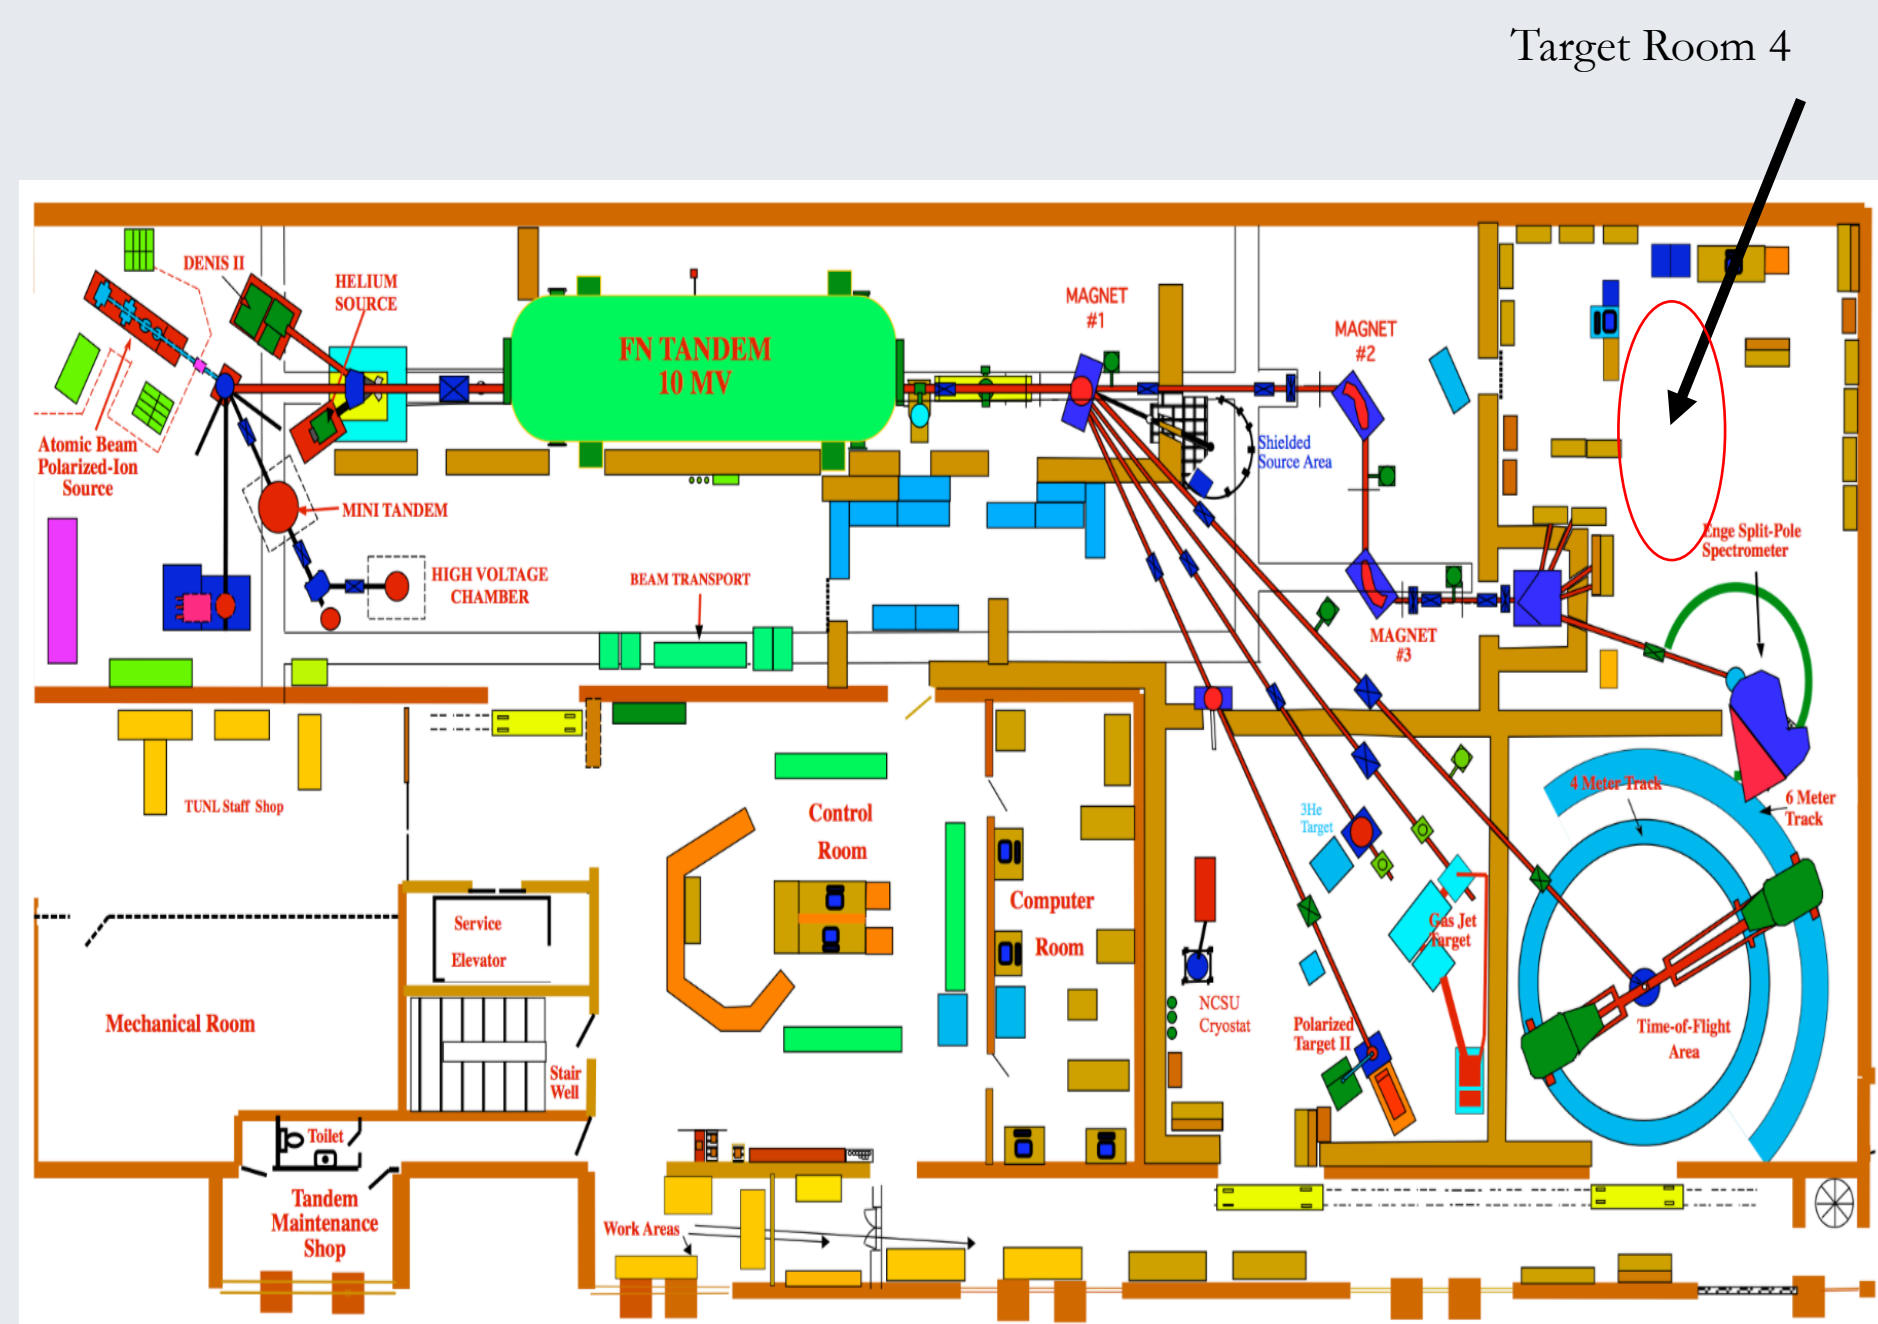 Target Room 4
DENIS II
HELIUM
SOURCE
MAGNET
#1
MAGNET
#2
FN TANDEM
10 MV
Atomic Beam
Polarized-Ion
Source
Shielded
Source Area
MINI TANDEM
Enge Split-Pole
Spectrometer
HIGH VOLTAGE
CHAMBER
BEAM TRANSPORT
MAGNET
#3
TUNL Staff Shop
Control
Room
3He
Target
4 Meter Track
6 Meter
Track
Service
Elevator
Computer
Room
Gas Jet
Target
Mechanical Room
NCSU
Cryostat
Polarized
Target II
Time-of-Flight
Area
Stair
Well
Toilet
Tandem
Maintenance
Shop
Work Areas